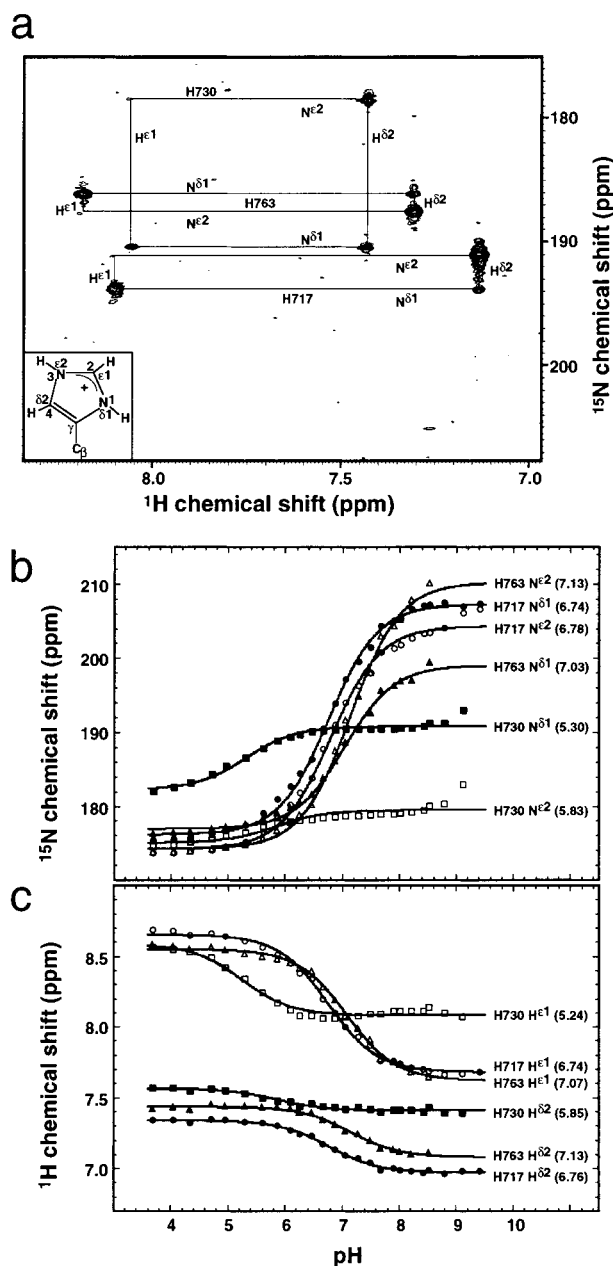 a
H730
Nε2
180
Hε1
Hδ2
Nδ1
Hε1
H763
Hδ2
Nε2
Nδ1
190
Hε1
Nε2
Hδ2
H717
Nδ1
200
15N chemical shift (ppm)
H
ε2
N
3
2
H
ε1
+
H
δ2
4
N1
δ1
H
γ
Cβ
8.0
7.5
7.0
1H chemical shift (ppm)
b
210
200
190
180
15N chemical shift (ppm)
H763 Nε2 (7.13)
H717 Nδ1 (6.74)
H717 Nε2 (6.78)
H763 Nδ1 (7.03)
H730 Nδ1 (5.30)
H730 Nε2 (5.83)
c
8.5
8.0
7.5
7.0
1H chemical shift (ppm)
H730 Hε1 (5.24)
H717 Hε1 (6.74)
H763 Hε1 (7.07)
H730 Hδ2 (5.85)
H763 Hδ2 (7.13)
H717 Hδ2 (6.76)
4 5 6 7 8 9 10 11
pH